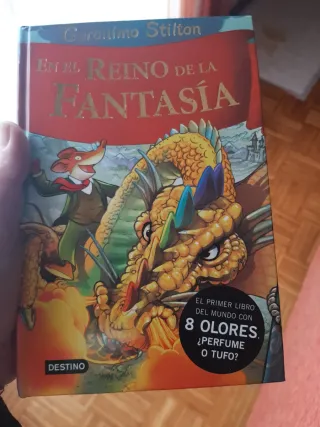 Geronimo Stilton
EN EL REINO DE LA
FANTASÍA
EL PRIMER LIBRO
DEL MUNDO CON
8 OLORES.
¿PERFUME
O TUFO?
DESTINO